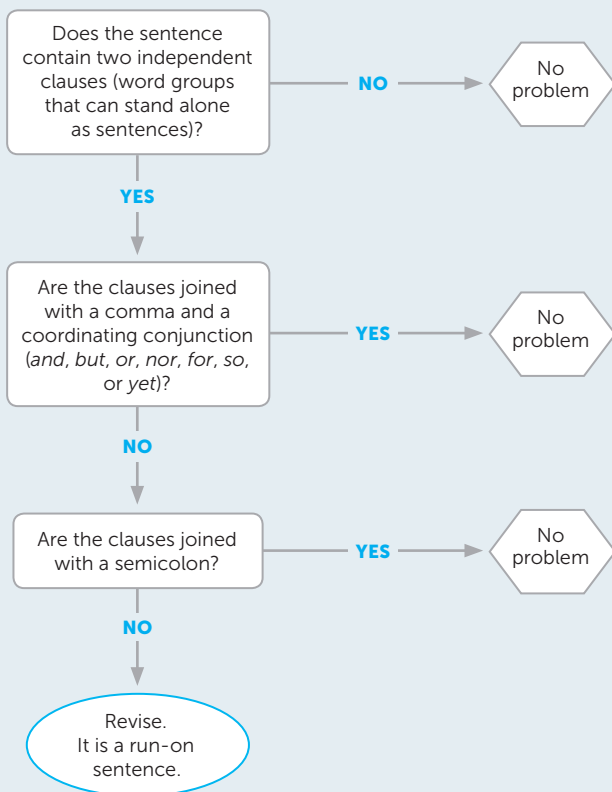 Does the sentence
contain two independent
clauses (word groups
that can stand alone
as sentences)?
NO
No
problem
YES
Are the clauses joined
with a comma and a
coordinating conjunction
(and, but, or, nor, for, so,
or yet)?
YES
No
problem
NO
Are the clauses joined
with a semicolon?
YES
No
problem
NO
Revise.
It is a run-on
sentence.